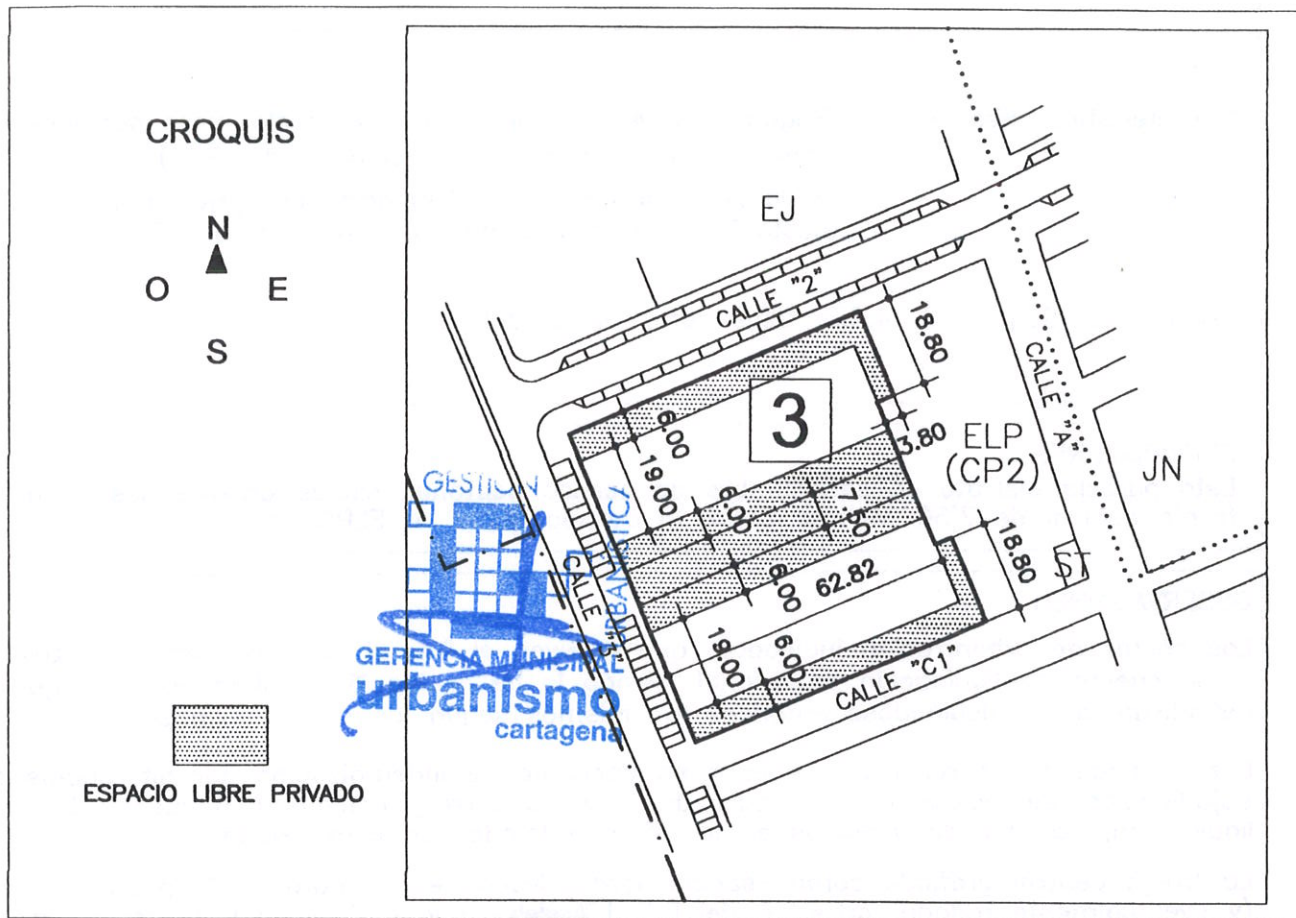 CROQUIS
N
O E
S
EJ
CALLE "2"
18.80
CALLE "A"
6.00
3
3.80
ELP
(CP2)
JN
19.00
6.00
7.50
GESTION
URBANISTICA
CALLE "3"
6.00
62.82
18.80
ST
19.00
6.00
CALLE "C1"
GERENCIA MUNICIPAL
urbanismo
cartagena
ESPACIO LIBRE PRIVADO